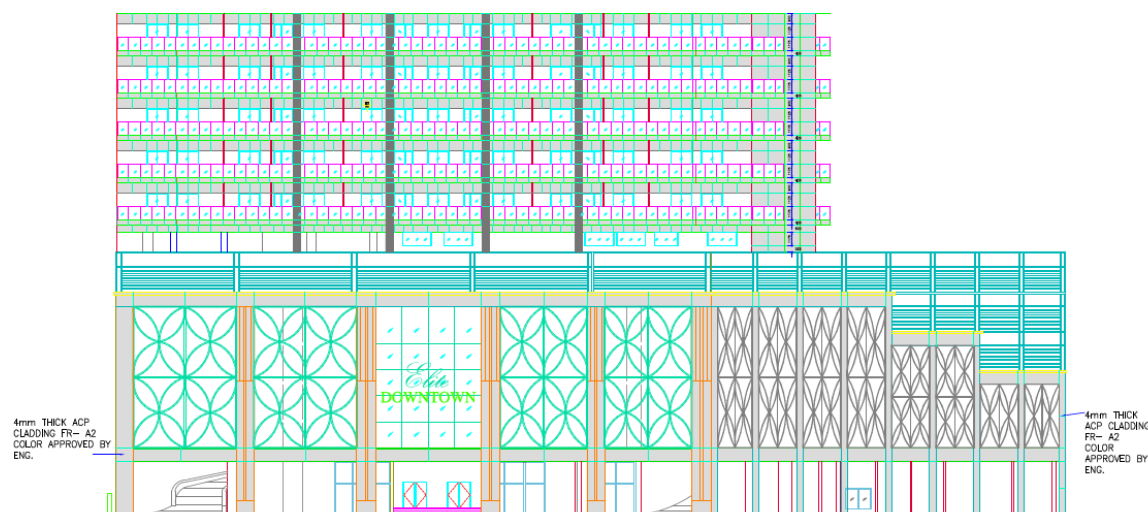 Elite
DOWNTOWN
4mm THICK ACP
CLADDING FR- A2
COLOR APPROVED BY
ENG.
4mm THICK
ACP CLADDING
FR- A2
COLOR
APPROVED BY
ENG.